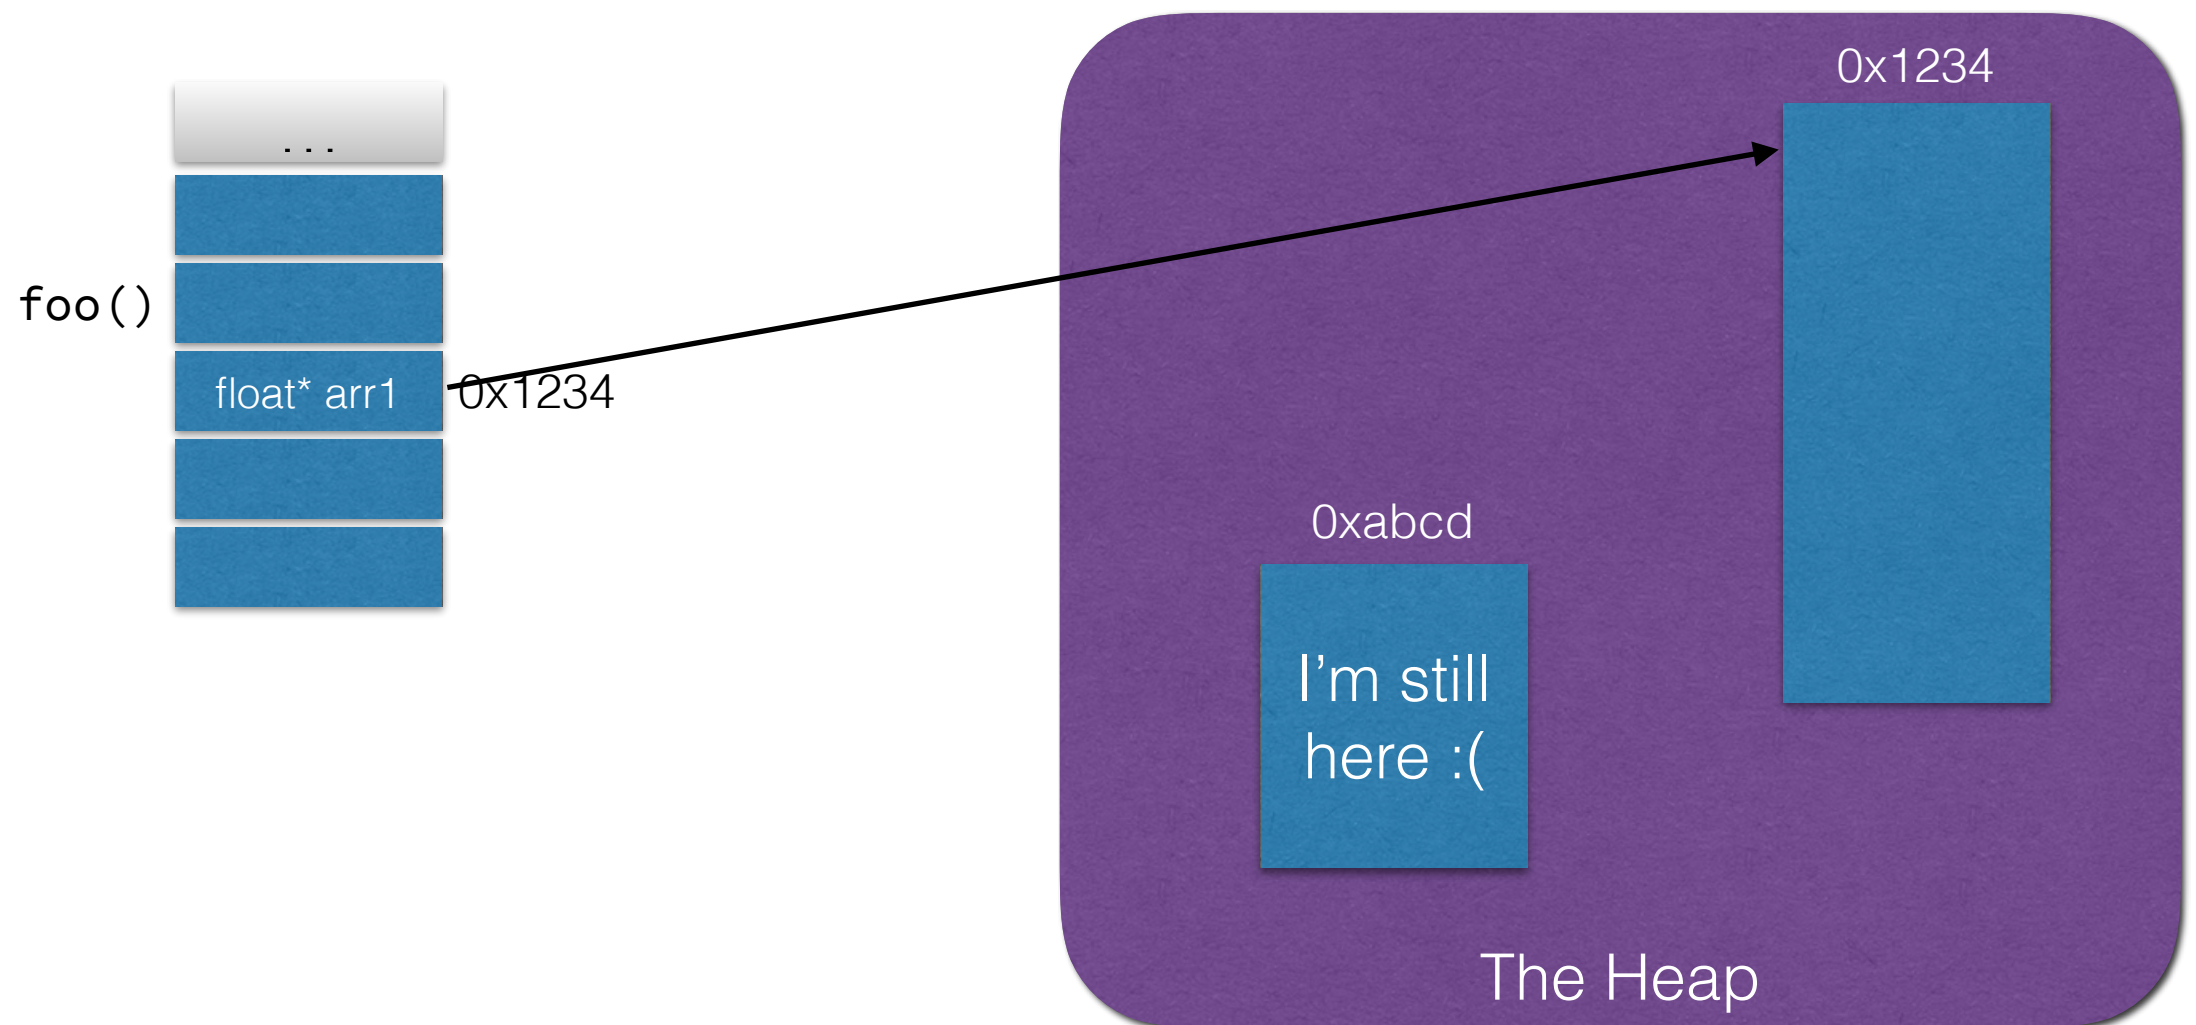 ...
foo()
float* arr1
0x1234
0x1234
0xabcd
I’m still
here :(
The Heap